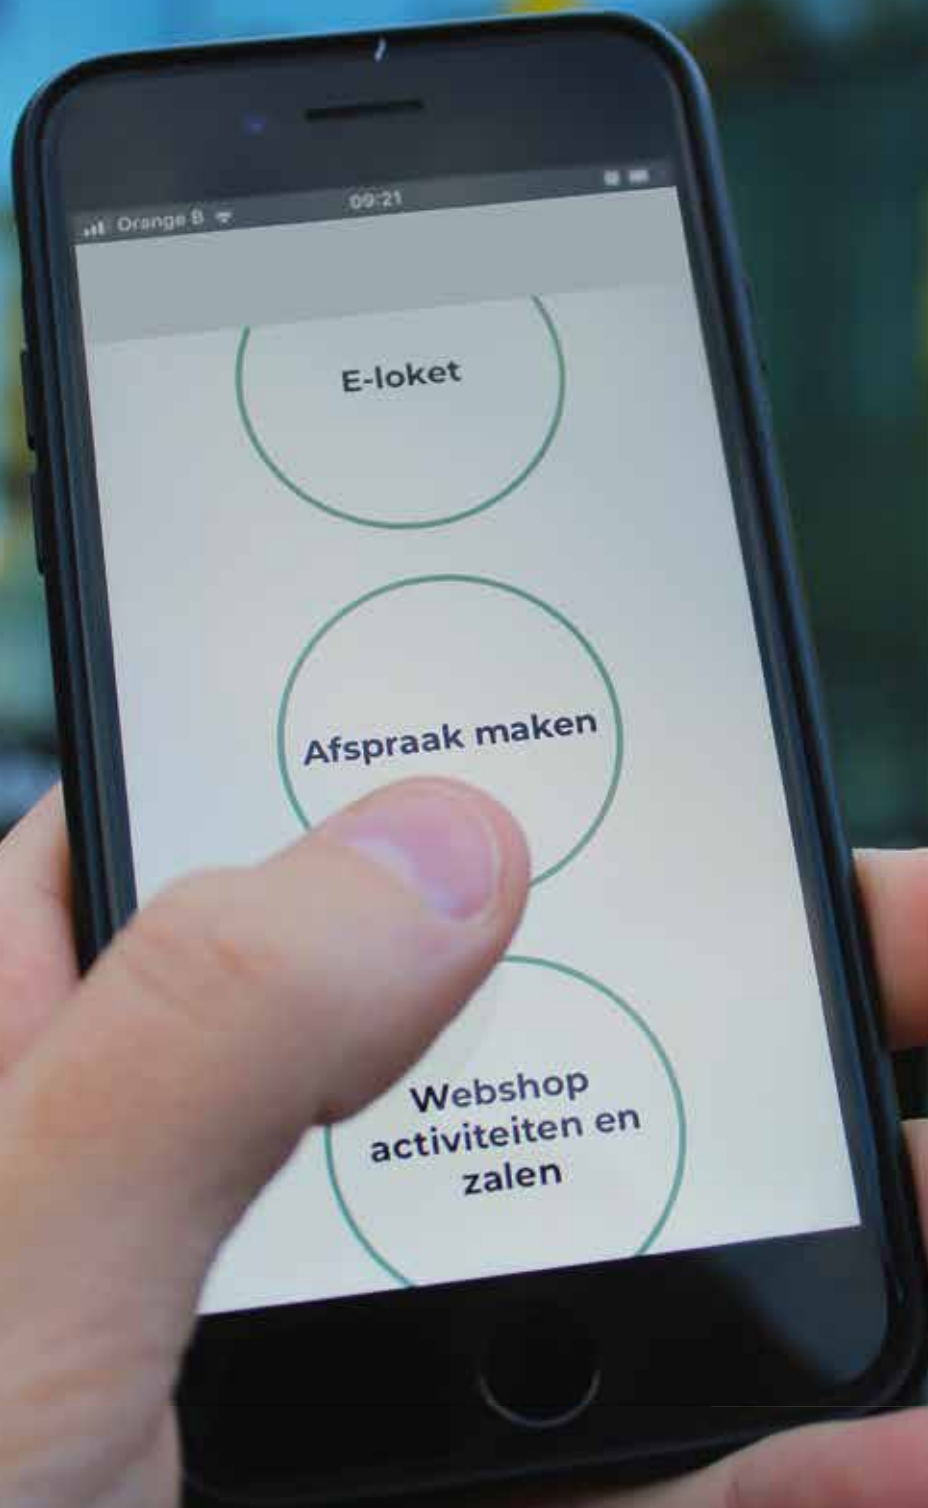 Orange B
09:21
E-loket
Afspraak maken
Webshop
activiteiten en
zalen